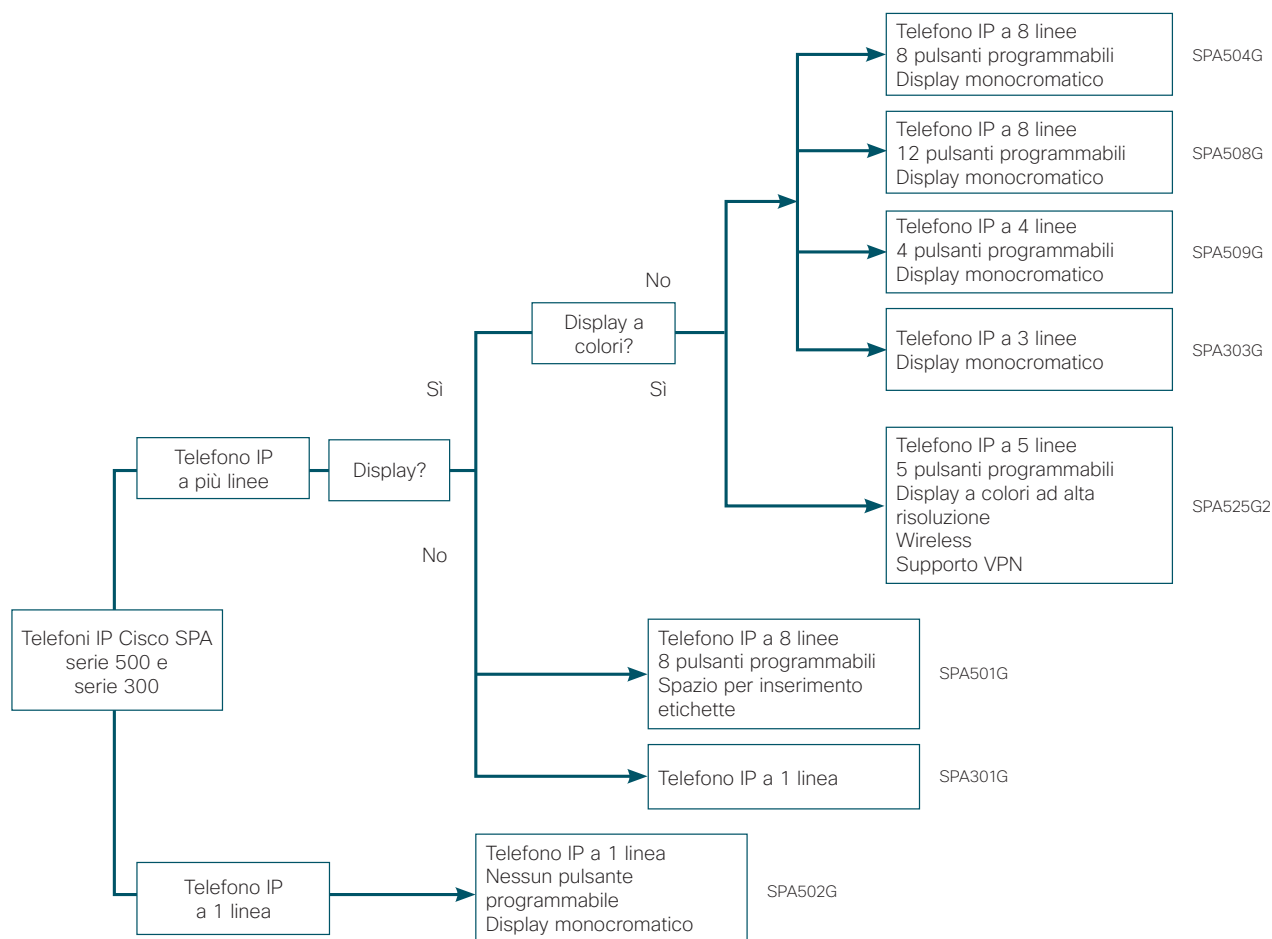 Telefono IP a 8 linee
8 pulsanti programmabili
Display monocromatico
SPA504G
Telefono IP a 8 linee
12 pulsanti programmabili
Display monocromatico
SPA508G
Telefono IP a 4 linee
4 pulsanti programmabili
Display monocromatico
SPA509G
No
Display a
colori?
Telefono IP a 3 linee
Display monocromatico
SPA303G
Sì
Sì
Telefono IP
a più linee
Display?
Telefono IP a 5 linee
5 pulsanti programmabili
Display a colori ad alta
risoluzione
Wireless
Supporto VPN
SPA525G2
No
Telefoni IP Cisco SPA
serie 500 e
serie 300
Telefono IP a 8 linee
8 pulsanti programmabili
Spazio per inserimento
etichette
SPA501G
Telefono IP a 1 linea
SPA301G
Telefono IP
a 1 linea
Telefono IP a 1 linea
Nessun pulsante
programmabile
Display monocromatico
SPA502G